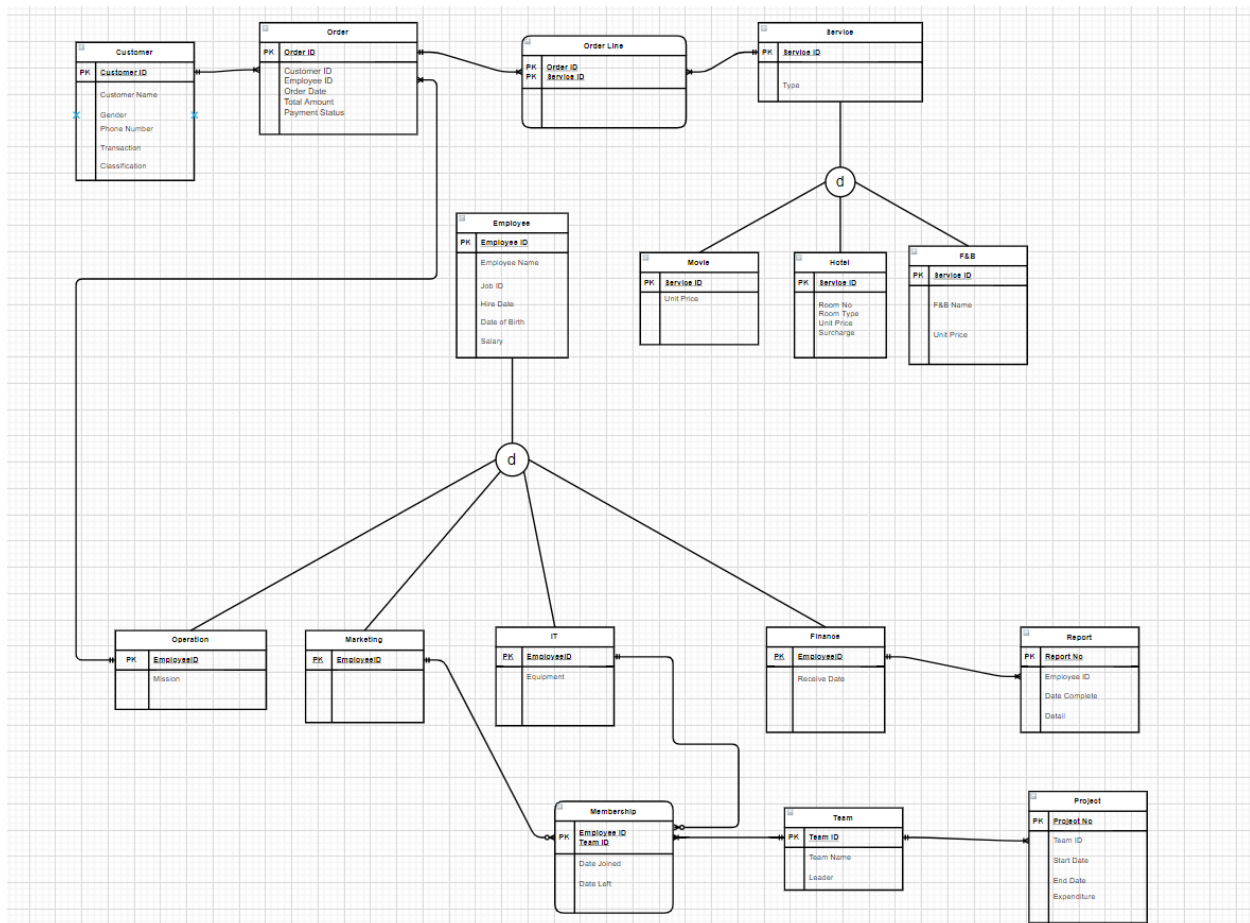 Customer
PK Customer ID
Customer Name
Gender
Phone Number
Transaction
Classification
Order
PK Order ID
Customer ID
Employee ID
Order Date
Total Amount
Payment Status
Order Line
PK Order ID
PK Service ID
Service
PK Service ID
Type
d
Employee
PK Employee ID
Employee Name
Job ID
Hire Date
Date of Birth
Salary
Movie
PK Service ID
Unit Price
Hotel
PK Service ID
Room No
Room Type
Unit Price
Surcharge
F&B
PK Service ID
F&B Name
Unit Price
d
Operation
PK EmployeeID
Mission
Marketing
PK EmployeeID
IT
PK EmployeeID
Equipment
Finance
PK EmployeeID
Receive Date
Report
PK Report No
Employee ID
Date Complete
Detail
Membership
PK Employee ID
Team ID
Date Joined
Date Left
Team
PK Team ID
Team Name
Leader
Project
PK Project No
Team ID
Start Date
End Date
Expenditure